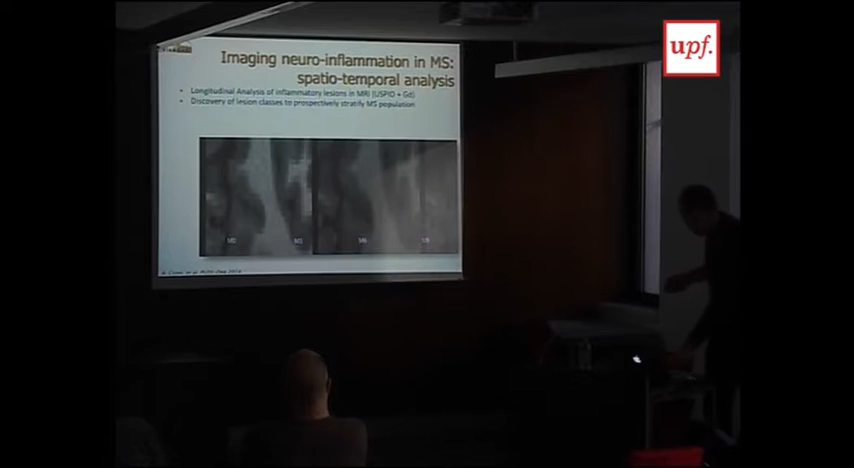 upf.
Imaging neuro-inflammation in MS:
spatio-temporal analysis
• Longitudinal Analysis of inflammatory lesions in MRI (USPIO + Gd)
• Discovery of lesion classes to prospectively stratify MS population